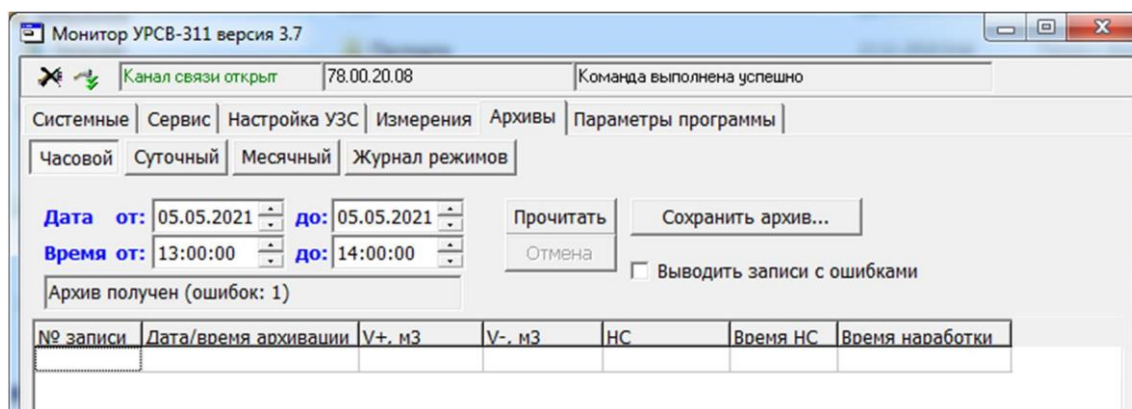 Монитор УРСВ-311 версия 3.7
Канал связи открыт 78.00.20.08 Команда выполнена успешно
Системные Сервис Настройка УЗС Измерения Архивы Параметры программы
Часовой Суточный Месячный Журнал режимов
Дата от: 05.05.2021 до: 05.05.2021 Прочитать Сохранить архив...
Время от: 13:00:00 до: 14:00:00 Отмена
Выводить записи с ошибками
Архив получен (ошибок: 1)
№ записи Дата/время архивации V+, м3 V-, м3 НС Время НС Время наработки